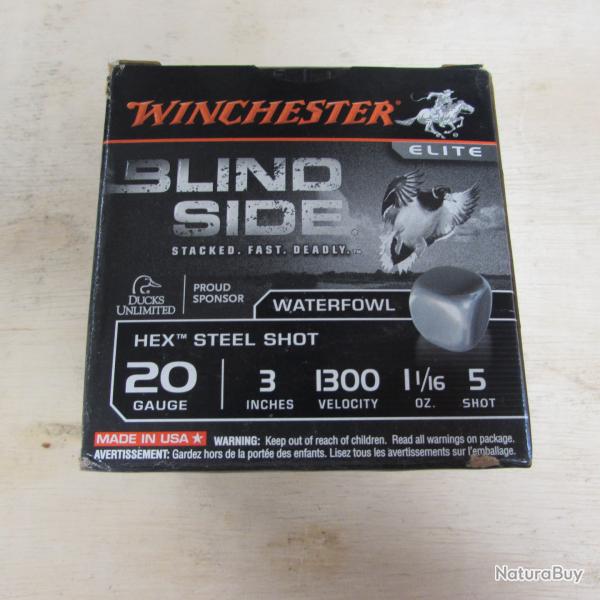 WINCHESTER®
ELITE
BLIND
SIDE®
STACKED. FAST. DEADLY.™
DUCKS
UNLIMITED
PROUD
SPONSOR
WATERFOWL
HEX™ STEEL SHOT
20
GAUGE
3
INCHES
1300
VELOCITY
1 1/16
OZ.
5
SHOT
MADE IN USA
WARNING: Keep out of reach of children. Read all warnings on package.
AVERTISSEMENT: Gardez hors de la portée des enfants. Lisez tous les avertissements sur l'emballage.
NaturaBuy